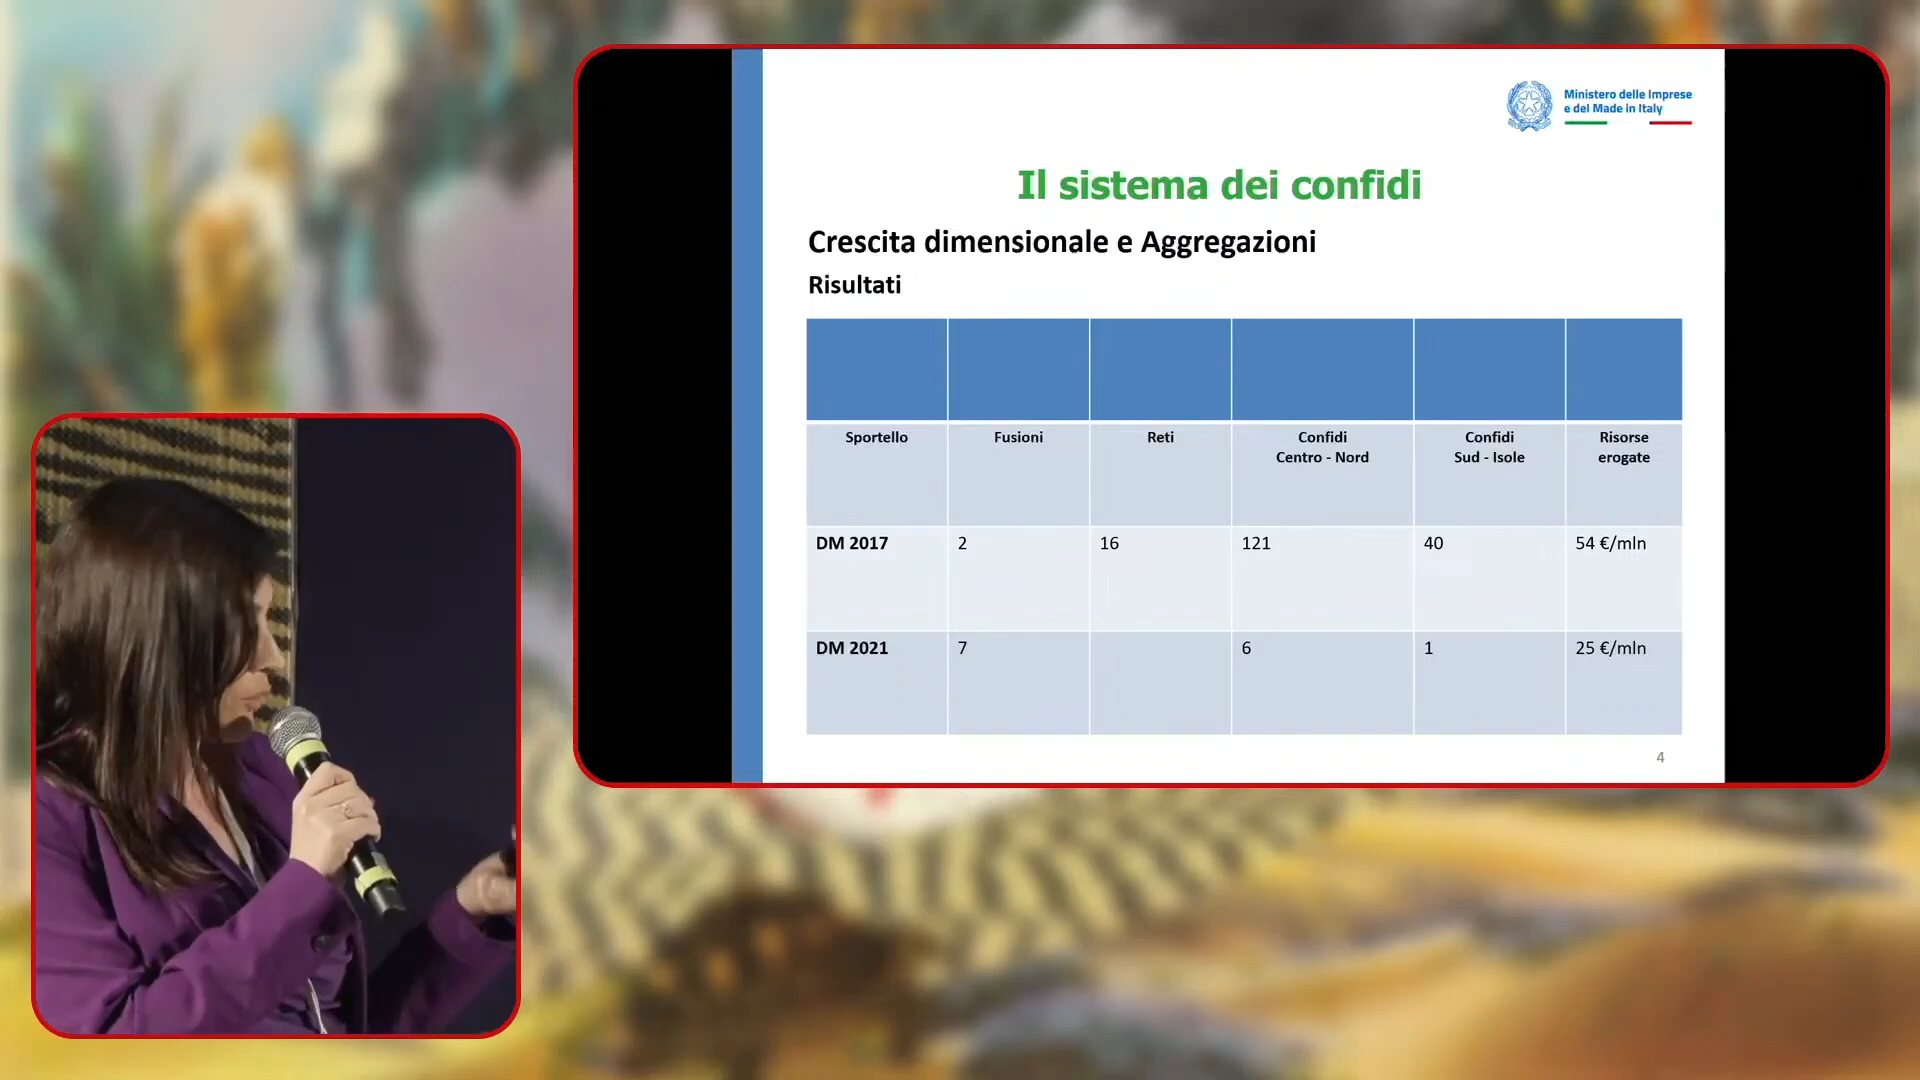 Ministero delle Imprese
e del Made in Italy
Il sistema dei confidi
Crescita dimensionale e Aggregazioni
Risultati
Sportello Fusioni Reti Confidi Centro - Nord Confidi Sud - Isole Risorse erogate
DM 2017 2 16 121 40 54 €/mln
DM 2021 7 6 1 25 €/mln
4